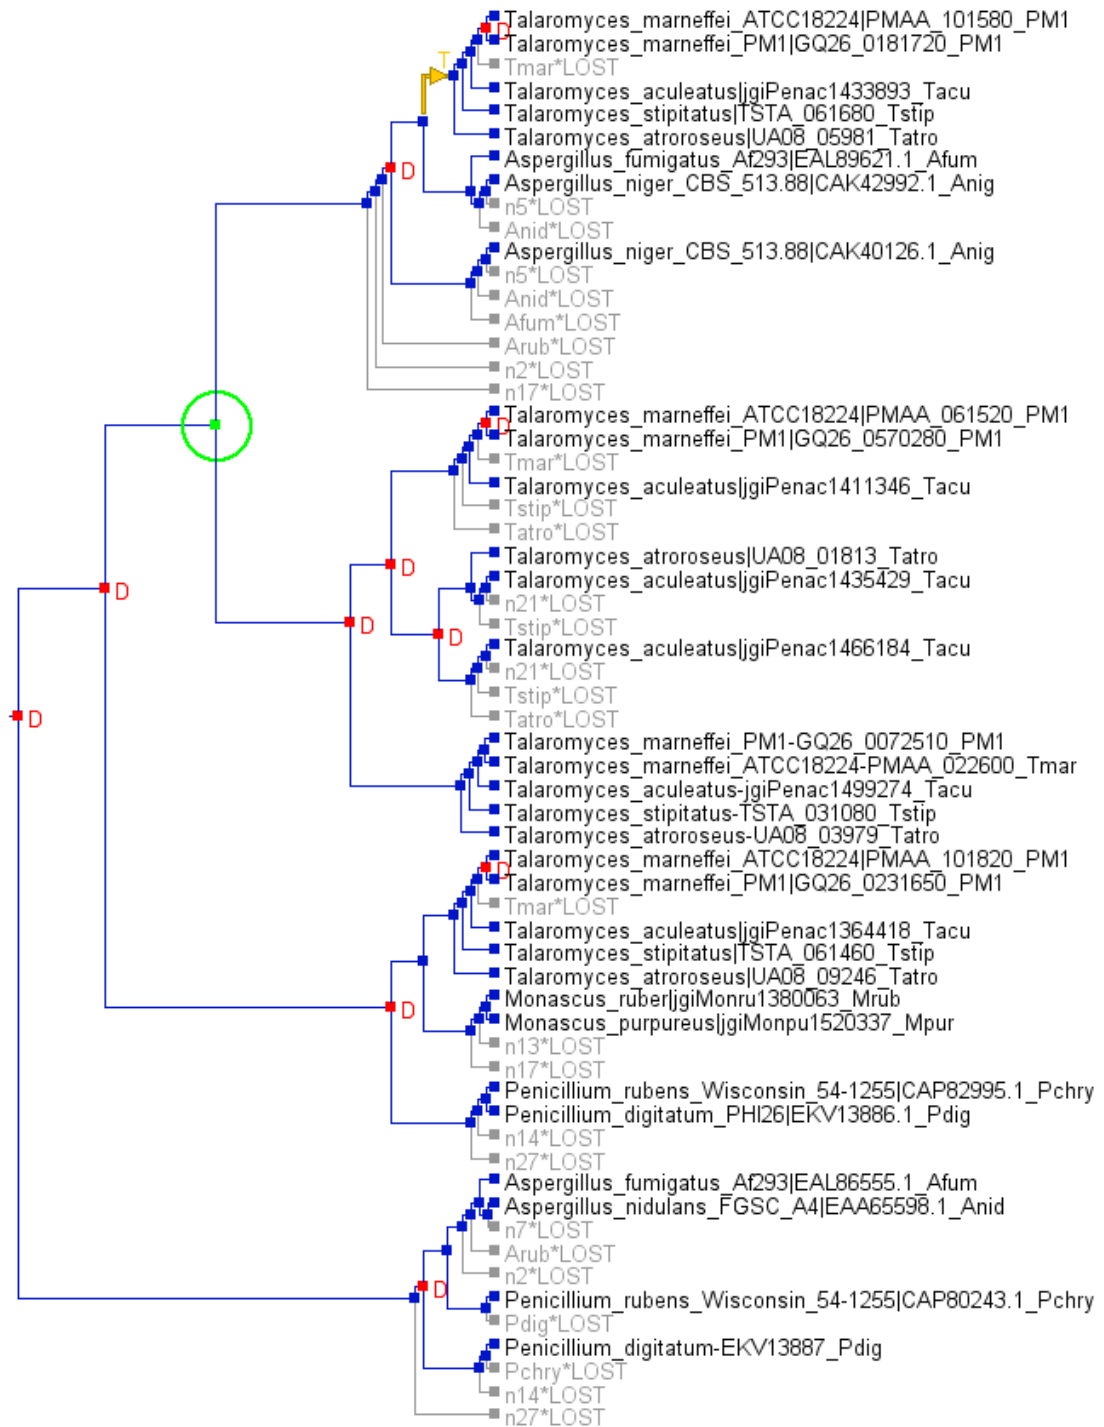 Talaromyces_marneffei_ATCC18224|PMAA_101580_PM1
D
Talaromyces_marneffei_PM1|GQ26_0181720_PM1
T
Tmar*LOST
Talaromyces_aculeatus|jgiPenac1433893_Tacu
Talaromyces_stipitatus|TSTA_061680_Tstip
Talaromyces_atroroseus|UA08_05981_Tatro
Aspergillus_fumigatus_Af293|EAL89621.1_Afum
D
Aspergillus_niger_CBS_513.88|CAK42992.1_Anig
n5*LOST
Anid*LOST
Aspergillus_niger_CBS_513.88|CAK40126.1_Anig
n5*LOST
Anid*LOST
Afum*LOST
Arub*LOST
n2*LOST
n17*LOST
Talaromyces_marneffei_ATCC18224|PMAA_061520_PM1
D
Talaromyces_marneffei_PM1|GQ26_0570280_PM1
Tmar*LOST
Talaromyces_aculeatus|jgiPenac1411346_Tacu
Tstip*LOST
Tatro*LOST
Talaromyces_atroroseus|UA08_01813_Tatro
D
Talaromyces_aculeatus|jgiPenac1435429_Tacu
D
n21*LOST
Tstip*LOST
D
D
Talaromyces_aculeatus|jgiPenac1466184_Tacu
n21*LOST
Tstip*LOST
Tatro*LOST
D
Talaromyces_marneffei_PM1-GQ26_0072510_PM1
Talaromyces_marneffei_ATCC18224-PMAA_022600_Tmar
Talaromyces_aculeatus-jgiPenac1499274_Tacu
Talaromyces_stipitatus-TSTA_031080_Tstip
Talaromyces_atroroseus-UA08_03979_Tatro
Talaromyces_marneffei_ATCC18224|PMAA_101820_PM1
D
Talaromyces_marneffei_PM1|GQ26_0231650_PM1
Tmar*LOST
Talaromyces_aculeatus|jgiPenac1364418_Tacu
Talaromyces_stipitatus|TSTA_061460_Tstip
Talaromyces_atroroseus|UA08_09246_Tatro
Monascus_ruber|jgiMonru1380063_Mrub
D
Monascus_purpureus|jgiMonpu1520337_Mpur
n13*LOST
n17*LOST
Penicillium_rubens_Wisconsin_54-1255|CAP82995.1_Pchry
Penicillium_digitatum_PHI26|EKV13886.1_Pdig
n14*LOST
n27*LOST
Aspergillus_fumigatus_Af293|EAL86555.1_Afum
Aspergillus_nidulans_FGSC_A4|EAA65598.1_Anid
n7*LOST
Arub*LOST
n2*LOST
D
Penicillium_rubens_Wisconsin_54-1255|CAP80243.1_Pchry
Pdig*LOST
Penicillium_digitatum-EKV13887_Pdig
Pchry*LOST
n14*LOST
n27*LOST